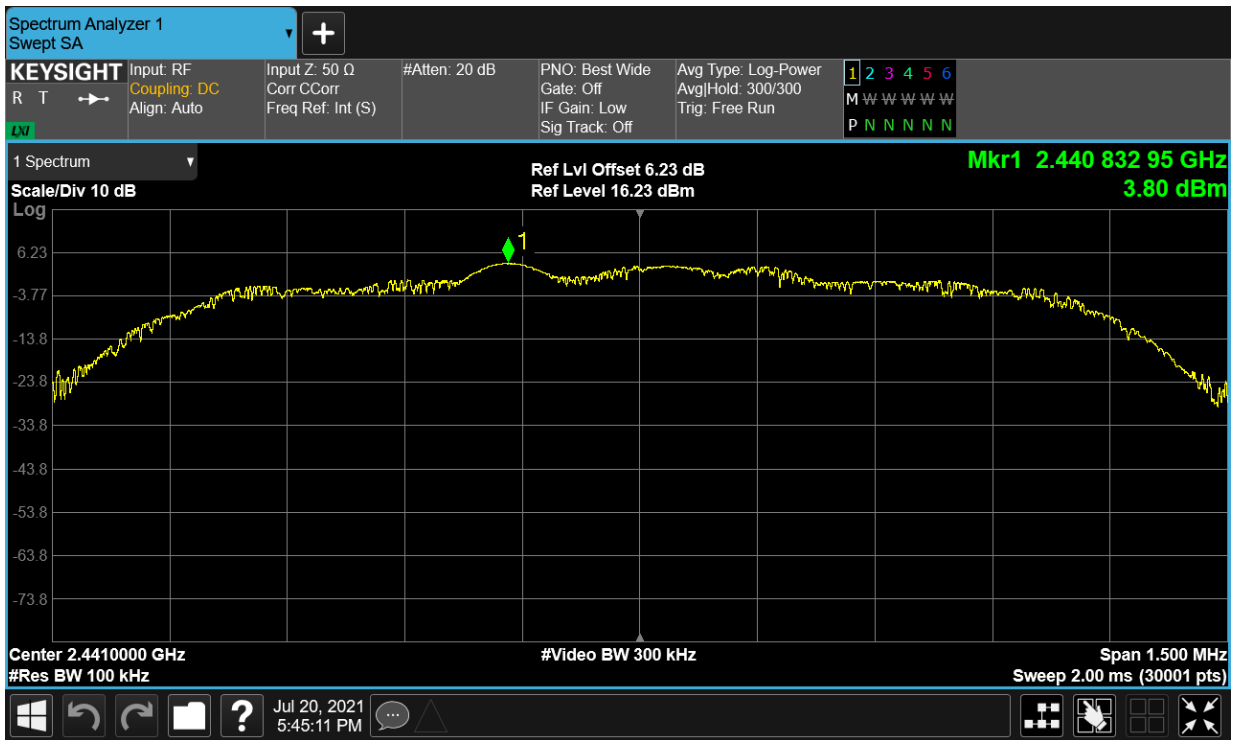 Spectrum Analyzer 1
Swept SA
KEYSIGHT
R T
LXI
Input: RF
Coupling: DC
Align: Auto
Input Z: 50 Ω
Corr CCorr
Freq Ref: Int (S)
#Atten: 20 dB
PNO: Best Wide
Gate: Off
IF Gain: Low
Sig Track: Off
Avg Type: Log-Power
Avg|Hold: 300/300
Trig: Free Run
1 2 3 4 5 6
M W W W W W
P N N N N N
1 Spectrum
Scale/Div 10 dB
Log
Ref Lvl Offset 6.23 dB
Ref Level 16.23 dBm
Mkr1 2.440 832 95 GHz
3.80 dBm
1
6.23
-3.77
-13.8
-23.8
-33.8
-43.8
-53.8
-63.8
-73.8
Center 2.4410000 GHz
#Res BW 100 kHz
#Video BW 300 kHz
Span 1.500 MHz
Sweep 2.00 ms (30001 pts)
?
Jul 20, 2021
5:45:11 PM